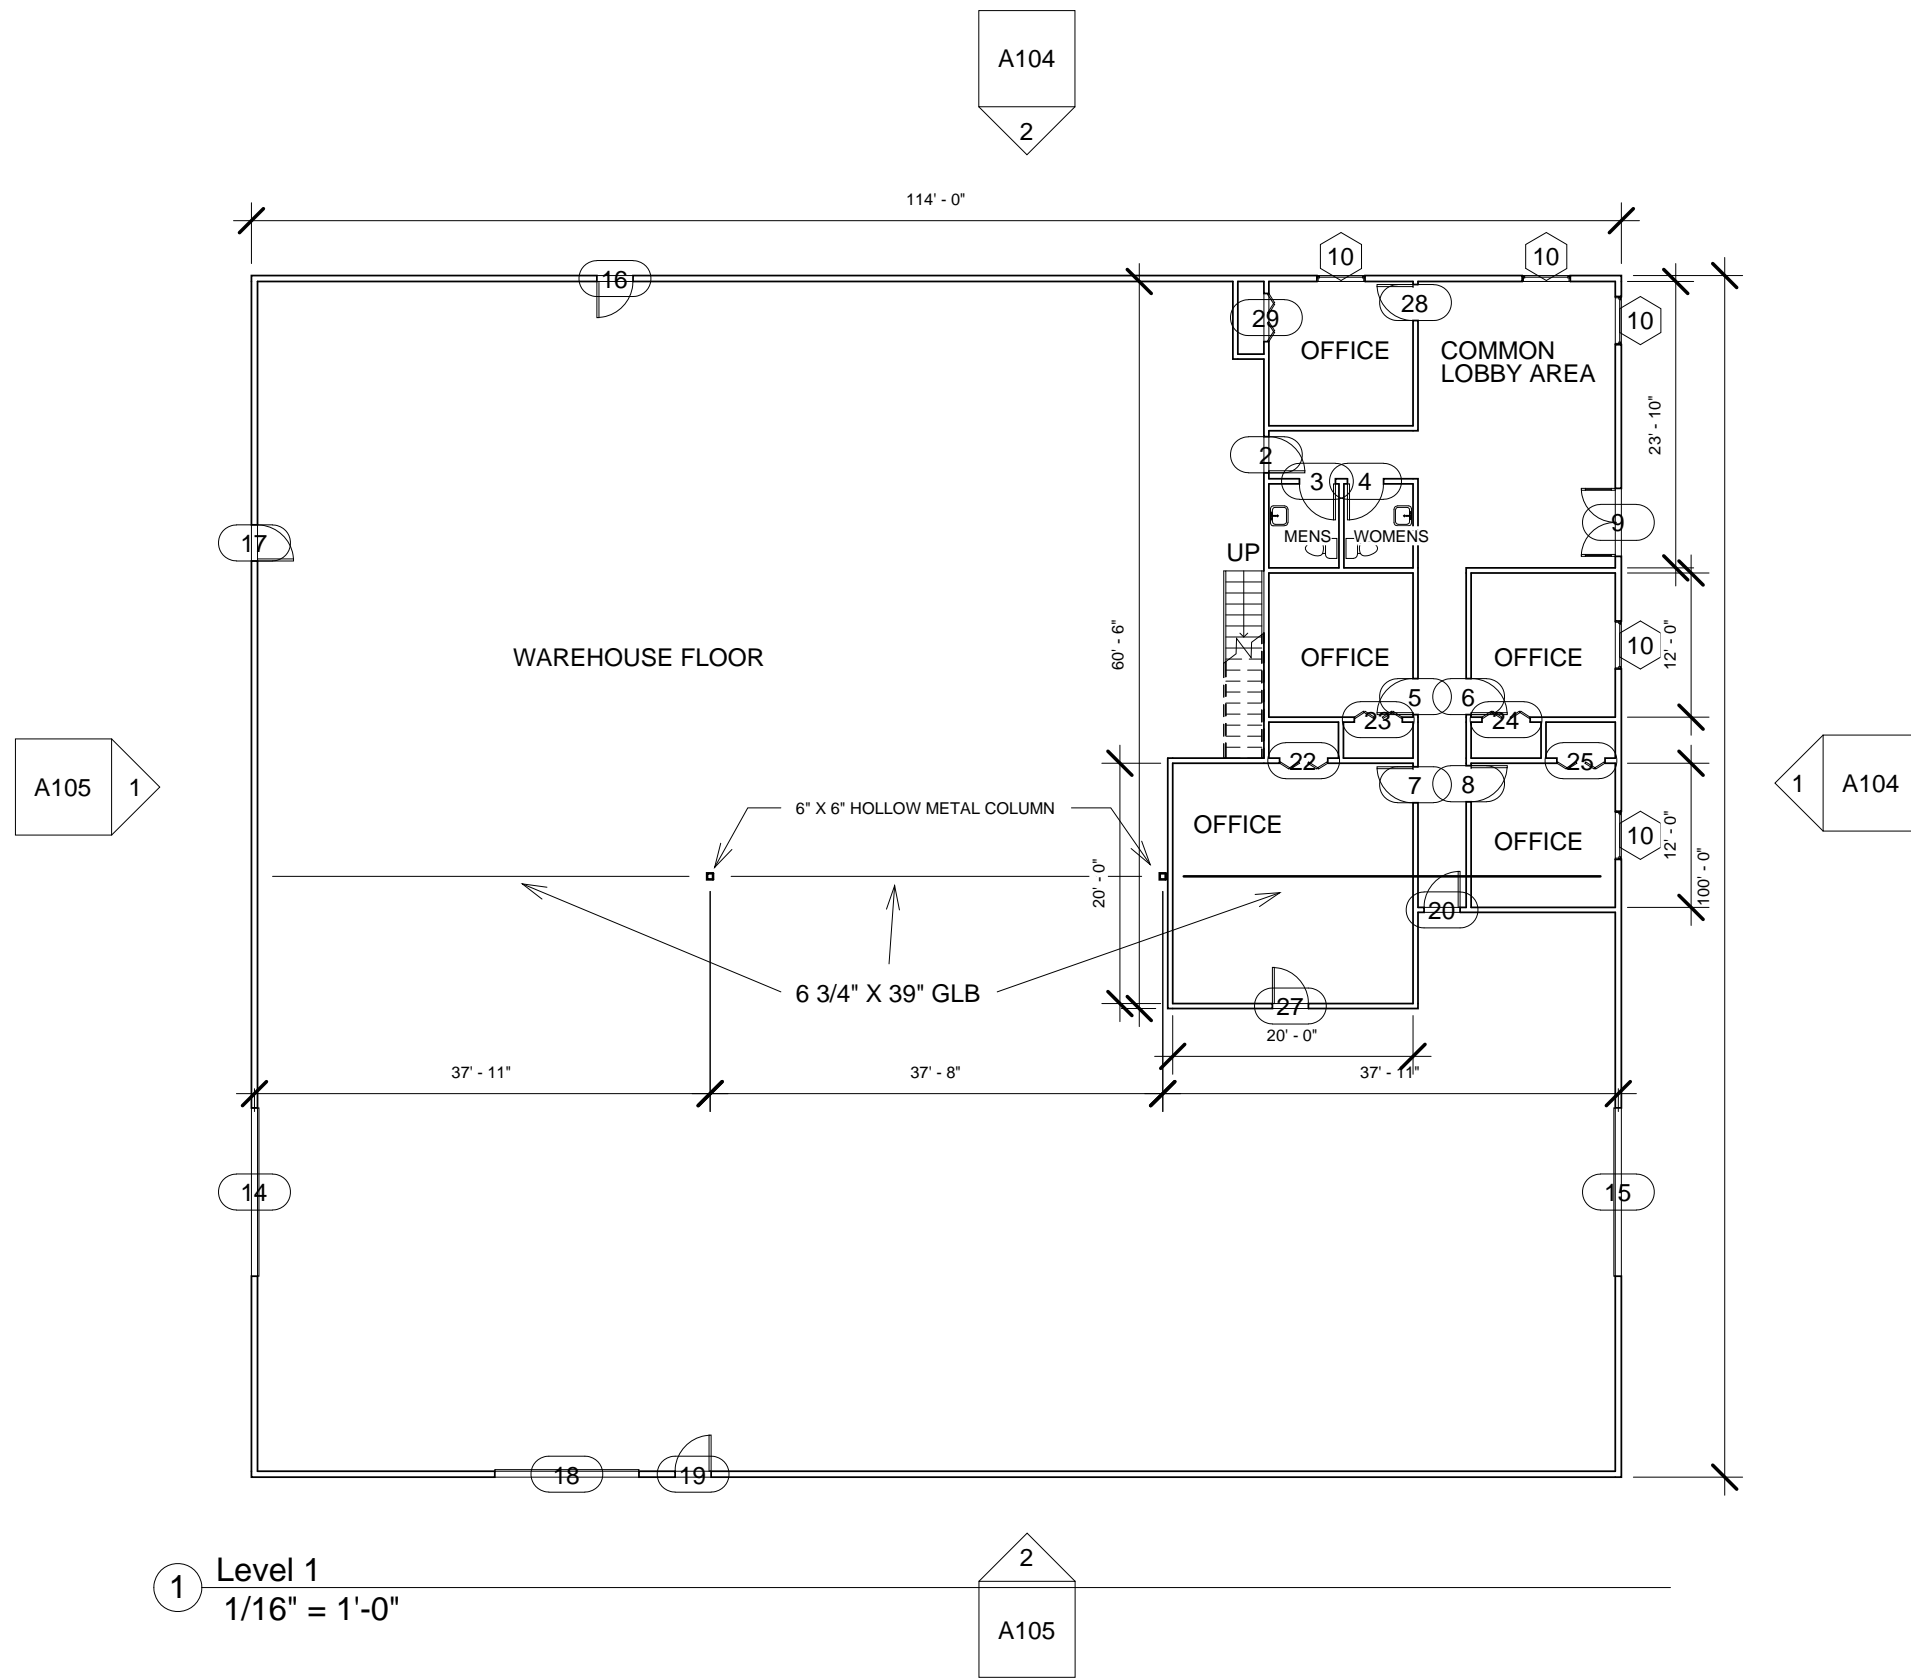 A104
2
114' - 0"
10
10
16
28
10
29
OFFICE
COMMON
LOBBY AREA
23' - 10"
2
3
4
9
MENS
WOMENS
17
UP
60' - 6"
WAREHOUSE FLOOR
OFFICE
OFFICE
10
12' - 0"
5
6
23
24
22
25
7
8
A105
1
1
A104
6" X 6" HOLLOW METAL COLUMN
OFFICE
OFFICE
10
12' - 0"
20' - 0"
100' - 0"
20
6 3/4" X 39" GLB
27
20' - 0"
37' - 11"
37' - 8"
37' - 11"
14
15
18
19
1
Level 1
1/16" = 1'-0"
2
A105